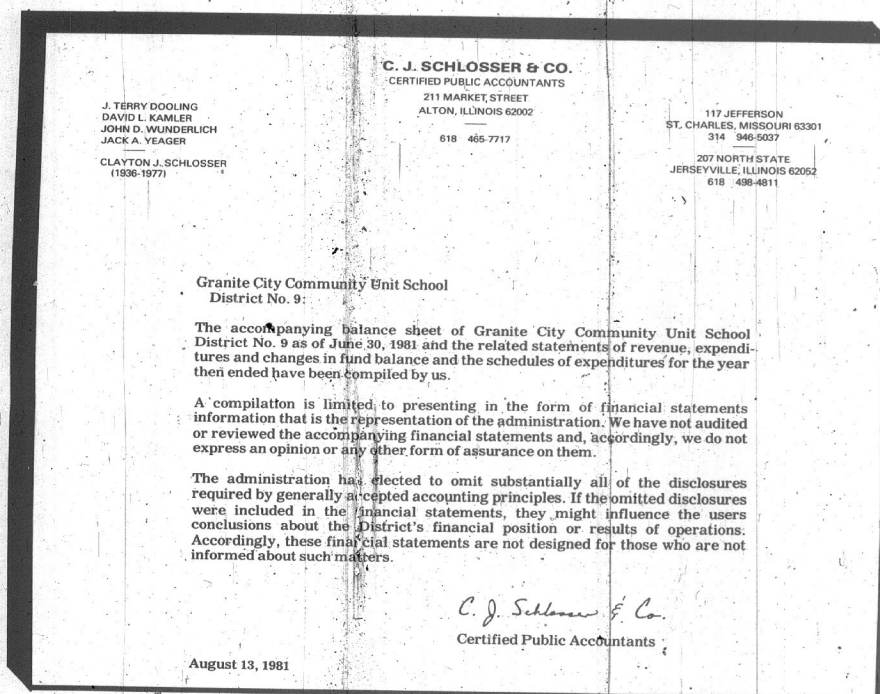 C. J. SCHLOSSER & CO.
CERTIFIED PUBLIC ACCOUNTANTS
211 MARKET STREET
ALTON, ILLINOIS 62002
618 465-7717
J. TERRY DOOLING
DAVID L. KAMLER
JOHN D. WUNDERLICH
JACK A. YEAGER
CLAYTON J. SCHLOSSER
(1936-1977)
117 JEFFERSON
ST. CHARLES, MISSOURI 63301
314 946-5037
207 NORTH STATE
JERSEYVILLE, ILLINOIS 62052
618 498-4811
Granite City Community Unit School
District No. 9:
The accompanying balance sheet of Granite City Community Unit School
District No. 9 as of June 30, 1981 and the related statements of revenue, expendi-
tures and changes in fund balance and the schedules of expenditures for the year
then ended have been compiled by us.
A compilation is limited to presenting in the form of financial statements
information that is the representation of the administration. We have not audited
or reviewed the accompanying financial statements and, accordingly, we do not
express an opinion or any other form of assurance on them.
The administration has elected to omit substantially all of the disclosures
required by generally accepted accounting principles. If the omitted disclosures
were included in the financial statements, they might influence the users
conclusions about the District's financial position or results of operations.
Accordingly, these financial statements are not designed for those who are not
informed about such matters.
C. J. Schlosser & Co.
Certified Public Accountants
August 13, 1981